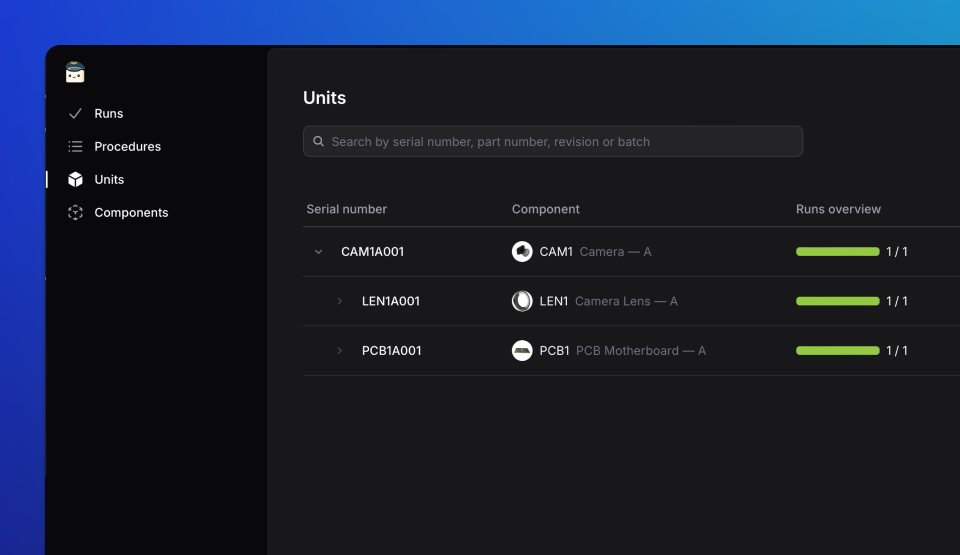 Runs
Procedures
Units
Components
Units
Search by serial number, part number, revision or batch
Serial number Component Runs overview
CAM1A001 CAM1 Camera — A 1 / 1
LEN1A001 LEN1 Camera Lens — A 1 / 1
PCB1A001 PCB1 PCB Motherboard — A 1 / 1